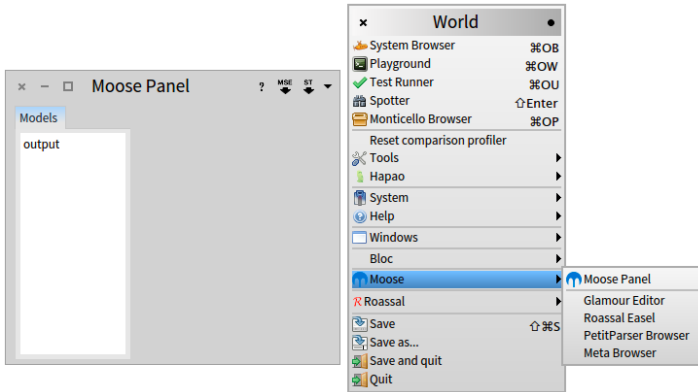 Moose Panel
? MSE ST
Models
output
World
System Browser ⌘OB
Playground ⌘OW
Test Runner ⌘OU
Spotter ⇧Enter
Monticello Browser ⌘OP
Reset comparison profiler
Tools
Hapao
System
Help
Windows
Bloc
Moose
R Roassal
Save ⇧⌘S
Save as...
Save and quit
Quit
Moose Panel
Glamour Editor
Roassal Easel
PetitParser Browser
Meta Browser